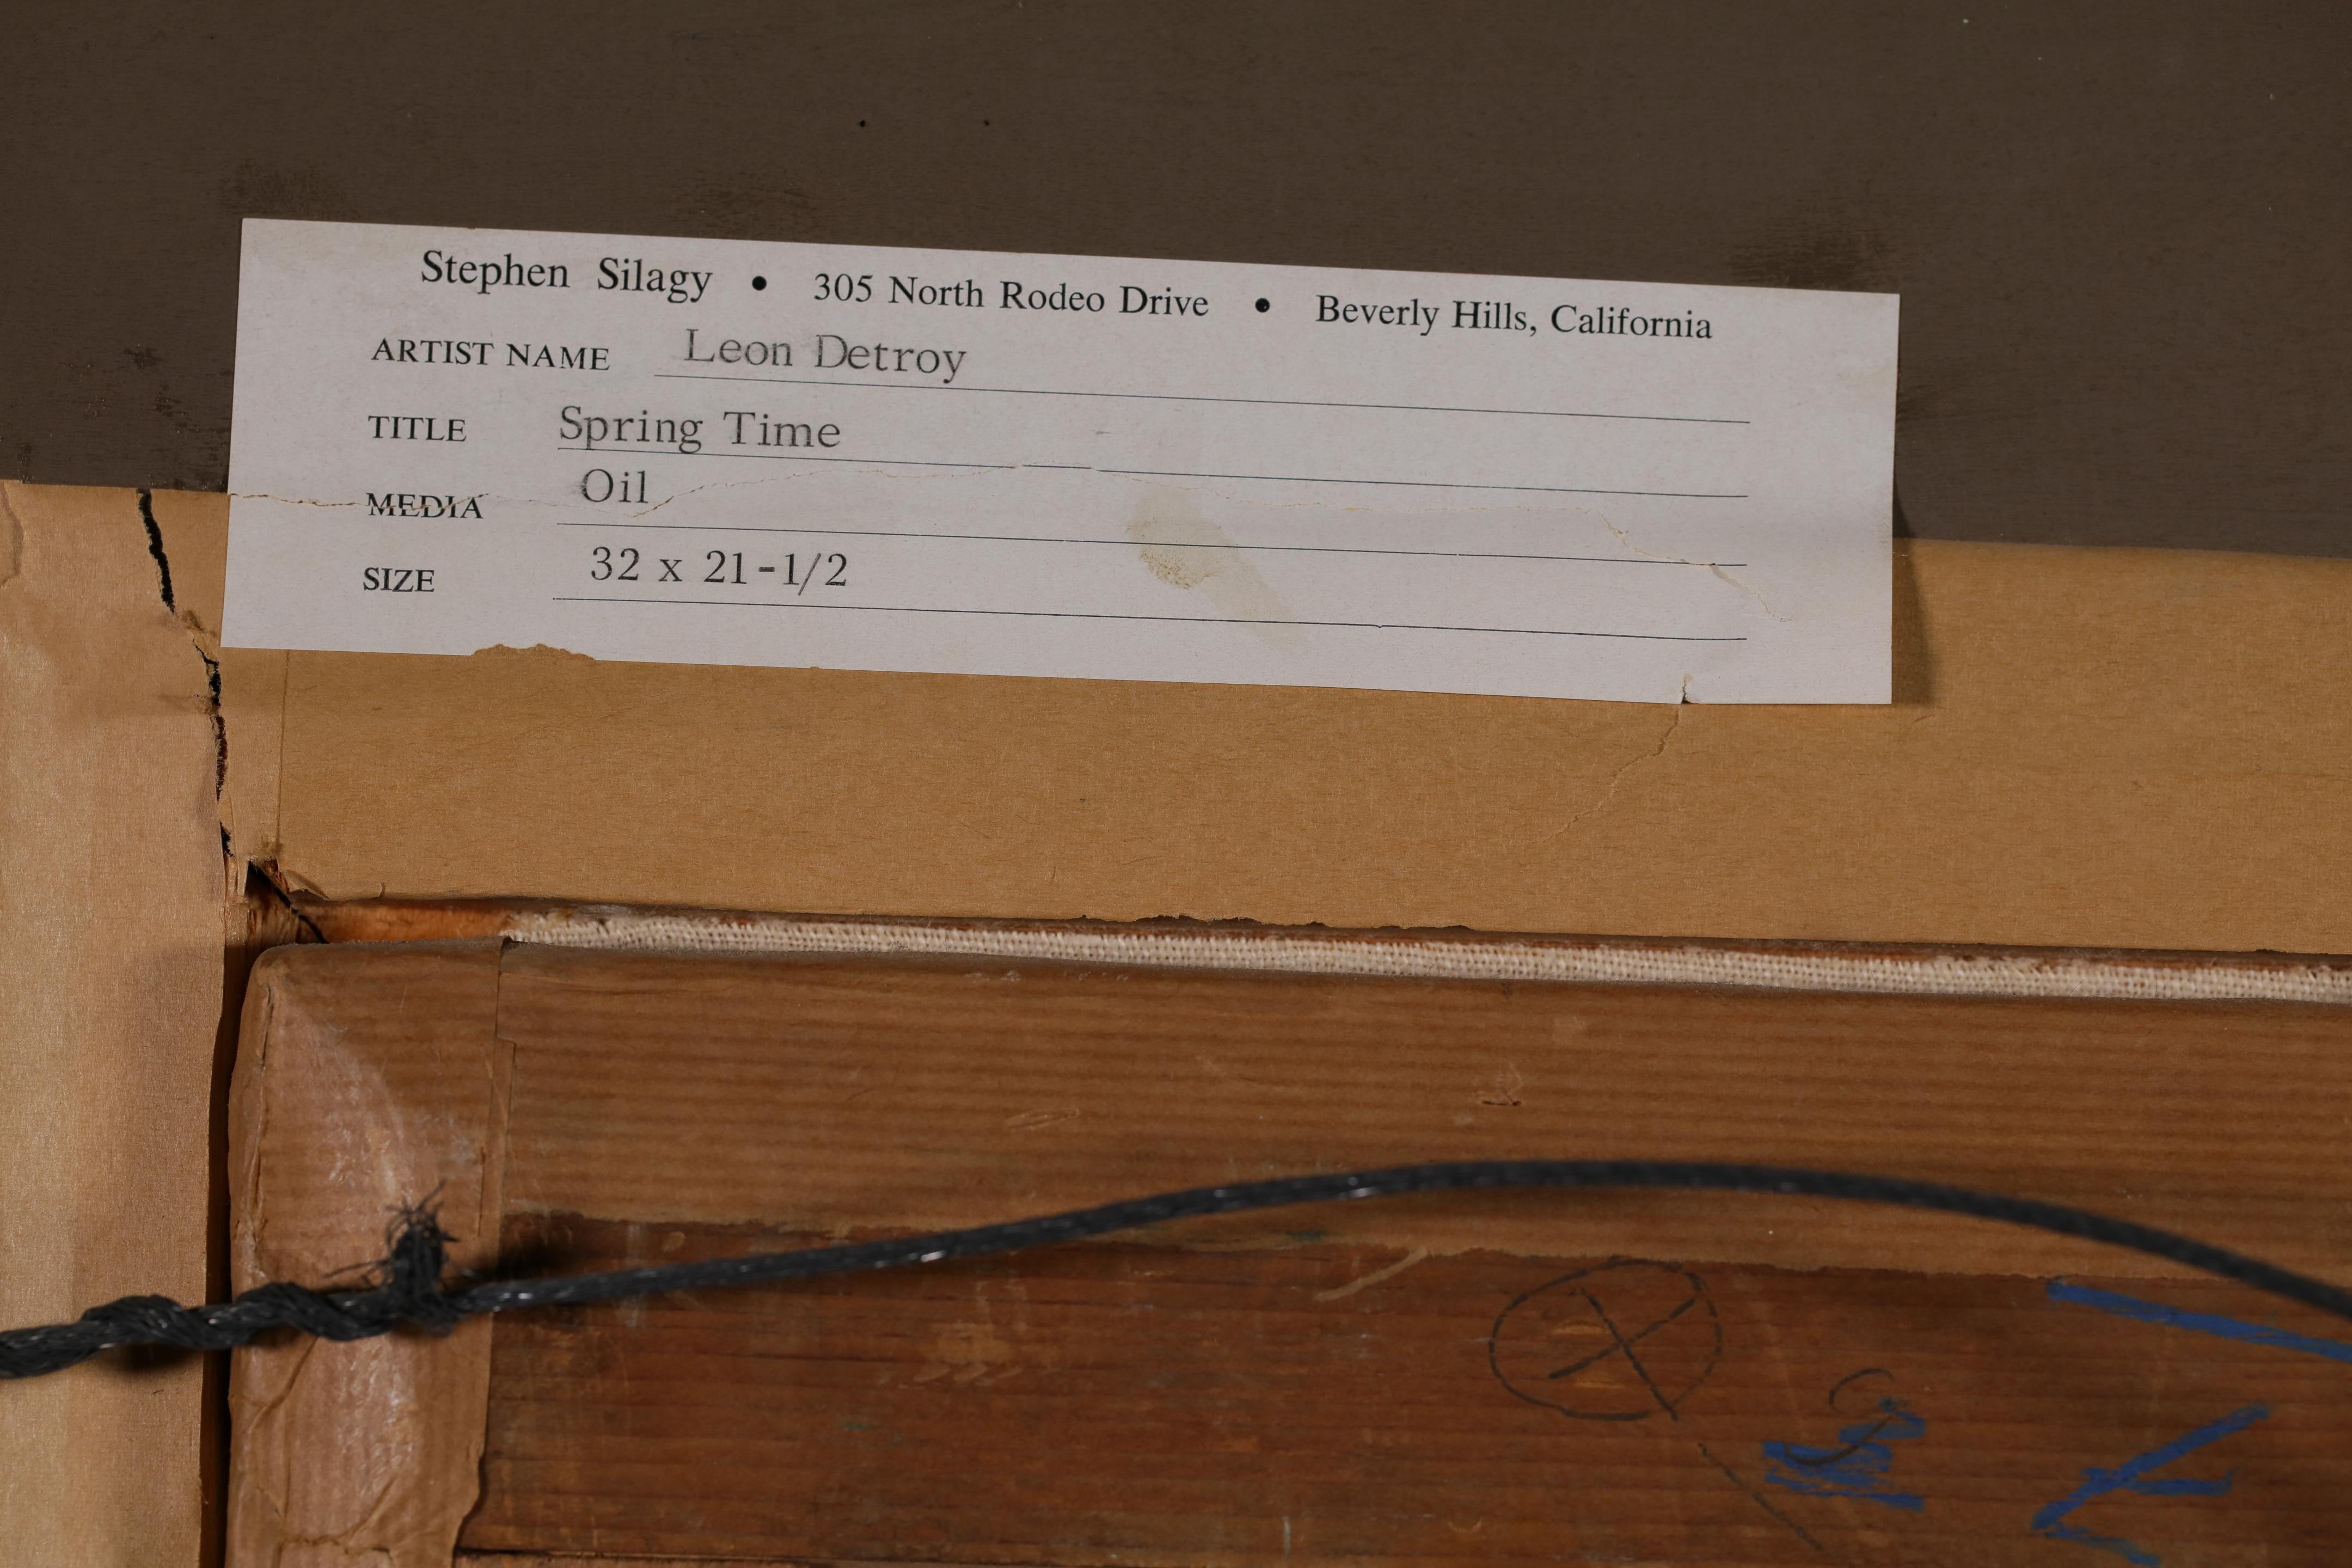 Stephen Silagy • 305 North Rodeo Drive • Beverly Hills, California
ARTIST NAME Leon Detroy
TITLE Spring Time
MEDIA Oil
SIZE 32 x 21-1/2